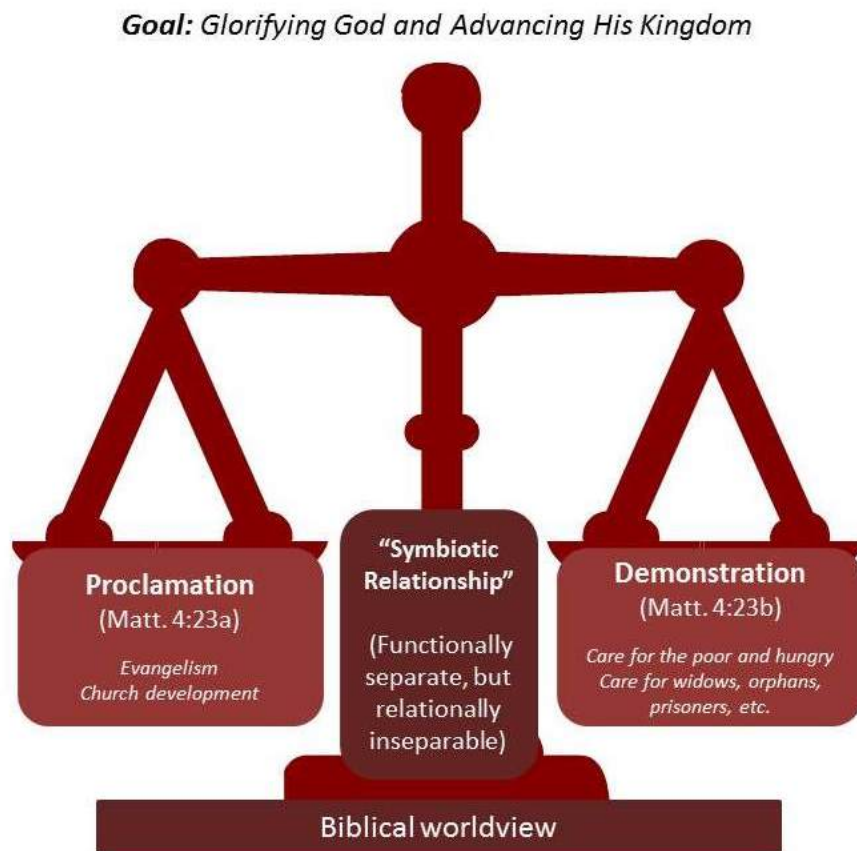 Goal: Glorifying God and Advancing His Kingdom
Proclamation
(Matt. 4:23a)
Evangelism
Church development
“Symbiotic
Relationship”
(Functionally
separate, but
relationally
inseparable)
Demonstration
(Matt. 4:23b)
Care for the poor and hungry
Care for widows, orphans,
prisoners, etc.
Biblical worldview